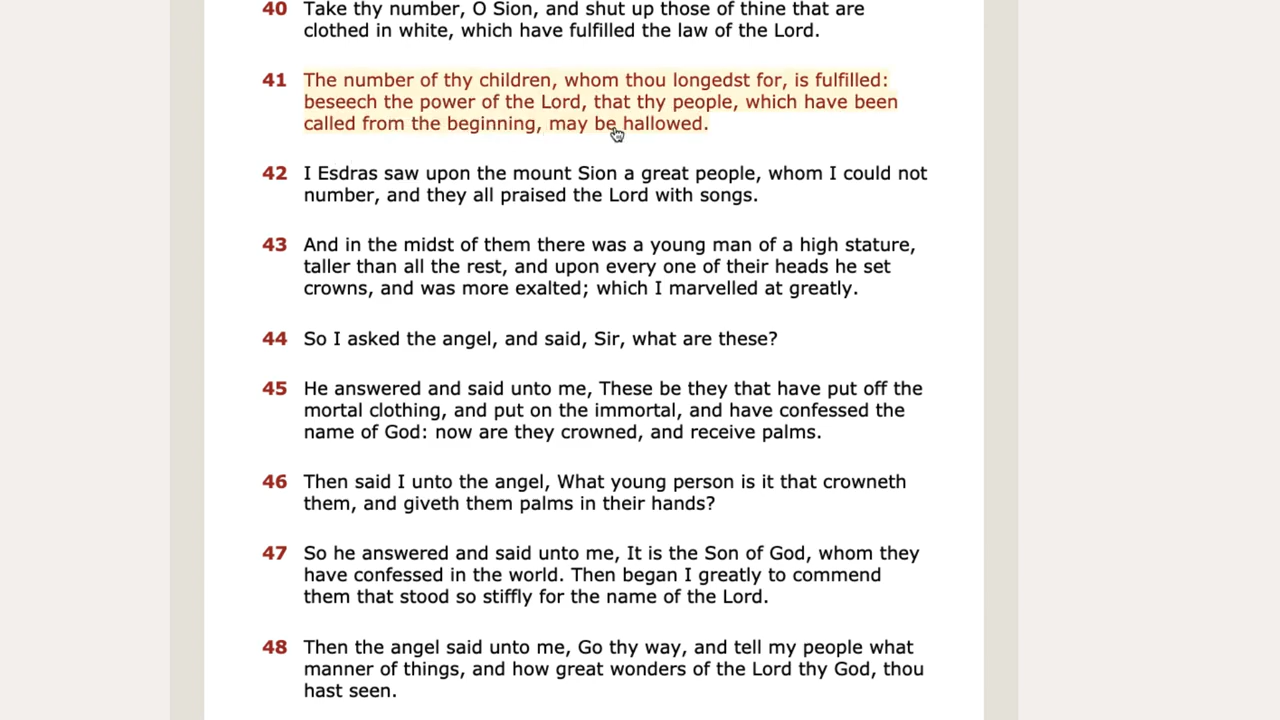 40 Take thy number, O Sion, and shut up those of thine that are
clothed in white, which have fulfilled the law of the Lord.
41 The number of thy children, whom thou longedst for, is fulfilled:
beseech the power of the Lord, that thy people, which have been
called from the beginning, may be hallowed.
42 I Esdras saw upon the mount Sion a great people, whom I could not
number, and they all praised the Lord with songs.
43 And in the midst of them there was a young man of a high stature,
taller than all the rest, and upon every one of their heads he set
crowns, and was more exalted; which I marvelled at greatly.
44 So I asked the angel, and said, Sir, what are these?
45 He answered and said unto me, These be they that have put off the
mortal clothing, and put on the immortal, and have confessed the
name of God: now are they crowned, and receive palms.
46 Then said I unto the angel, What young person is it that crowneth
them, and giveth them palms in their hands?
47 So he answered and said unto me, It is the Son of God, whom they
have confessed in the world. Then began I greatly to commend
them that stood so stiffly for the name of the Lord.
48 Then the angel said unto me, Go thy way, and tell my people what
manner of things, and how great wonders of the Lord thy God, thou
hast seen.